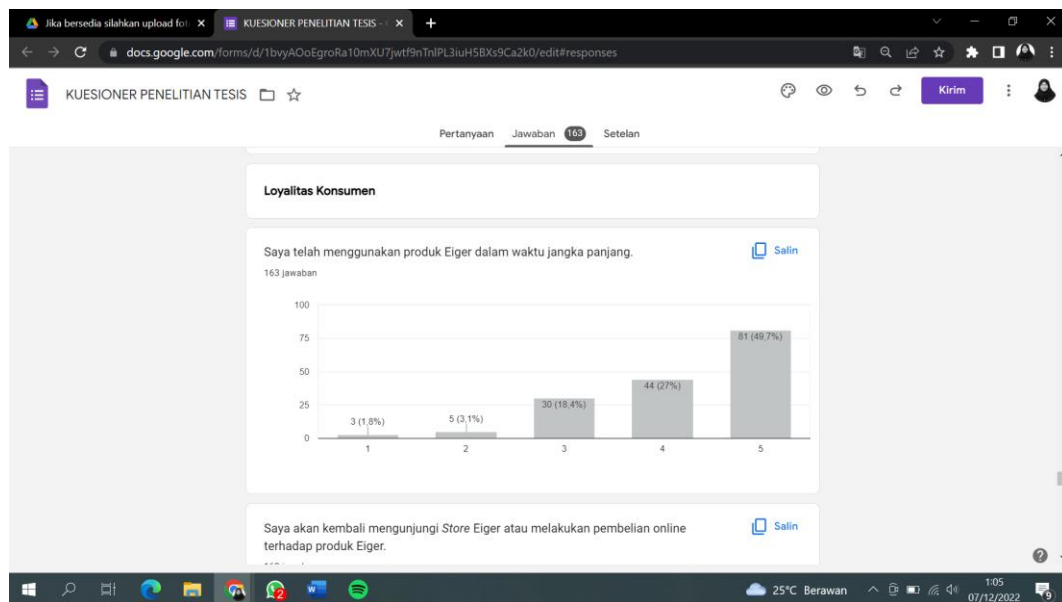 Jika bersedia silahkan upload fot
KUESIONER PENELITIAN TESIS -
docs.google.com/forms/d/1bvyAOoEgroRa10mXU7jwtf9nTnlPL3iuH5BXs9Ca2k0/edit#responses
KUESIONER PENELITIAN TESIS
Kirim
Pertanyaan Jawaban 163 Setelan
Loyalitas Konsumen
Saya telah menggunakan produk Eiger dalam waktu jangka panjang.
Salin
163 jawaban
100
75
50
25
0
3 (1,8%)
5 (3,1%)
30 (18,4%)
44 (27%)
81 (49,7%)
1 2 3 4 5
Saya akan kembali mengunjungi Store Eiger atau melakukan pembelian online
terhadap produk Eiger.
Salin
25°C Berawan
1:05
07/12/2022